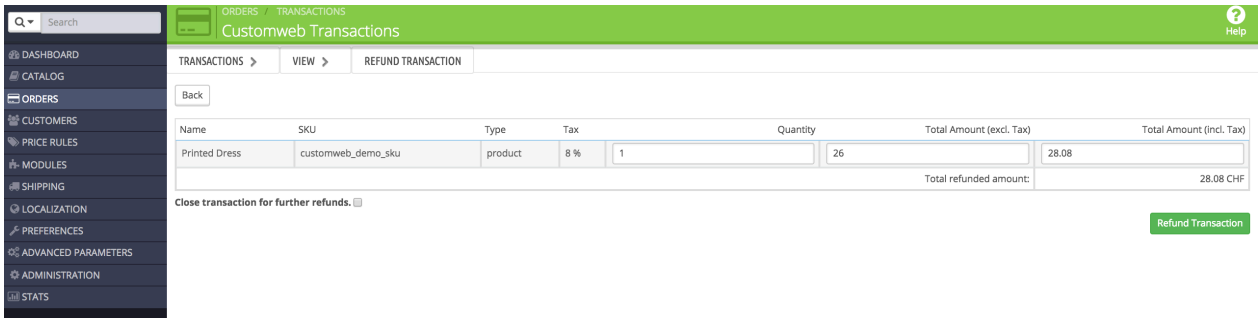 Search
DASHBOARD
CATALOG
ORDERS
CUSTOMERS
PRICE RULES
MODULES
SHIPPING
LOCALIZATION
PREFERENCES
ADVANCED PARAMETERS
ADMINISTRATION
STATS
ORDERS / TRANSACTIONS
Customweb Transactions
Help
TRANSACTIONS > VIEW > REFUND TRANSACTION
Back
Name SKU Type Tax Quantity Total Amount (excl. Tax) Total Amount (incl. Tax)
Printed Dress customweb_demo_sku product 8 % 1 26 28.08
Total refunded amount: 28.08 CHF
Close transaction for further refunds.
Refund Transaction